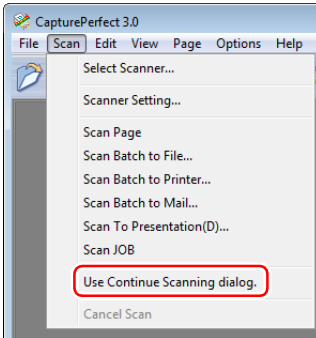 CapturePerfect 3.0
File Scan Edit View Page Options Help
Select Scanner...
Scanner Setting...
Scan Page
Scan Batch to File...
Scan Batch to Printer...
Scan Batch to Mail...
Scan To Presentation(D)...
Scan JOB
Use Continue Scanning dialog.
Cancel Scan